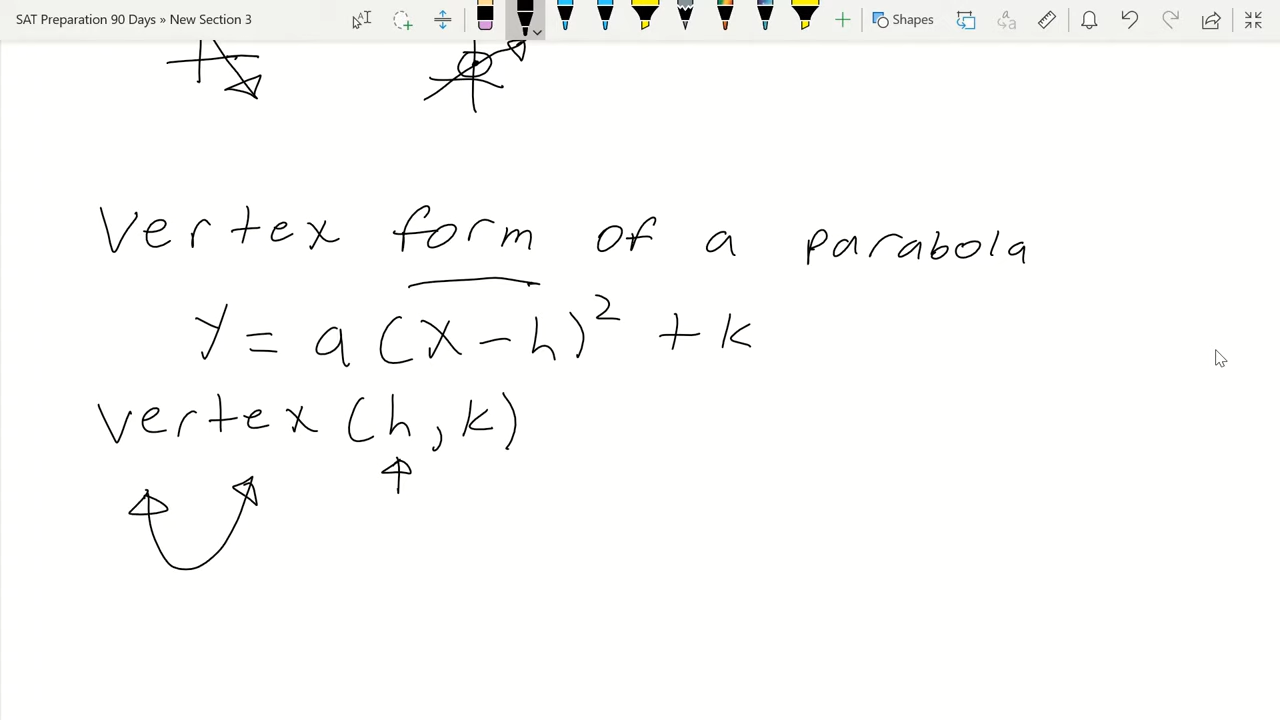 SAT Preparation 90 Days » New Section 3
Shapes
vertex form of a parabola
y = a (x - h)² + k
vertex (h, k)